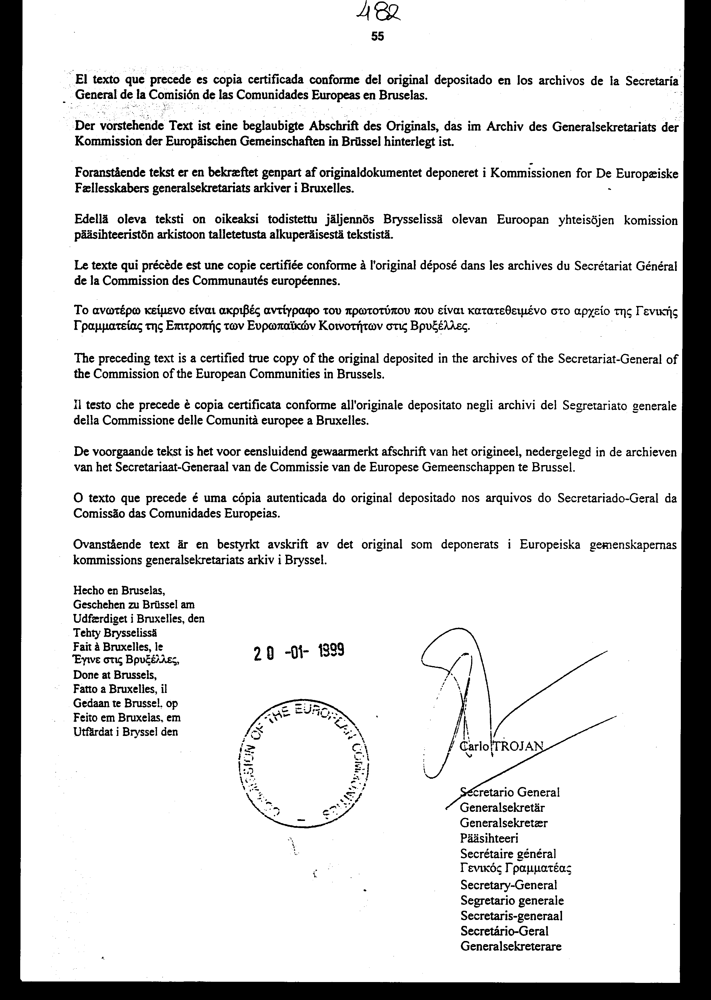 482
55
El texto que precede es copia certificada conforme del original depositado en los archivos de la Secretaría
General de la Comisión de las Comunidades Europeas en Bruselas.
Der vorstehende Text ist eine beglaubigte Abschrift des Originals, das im Archiv des Generalsekretariats der
Kommission der Europäischen Gemeinschaften in Brüssel hinterlegt ist.
Foranstående tekst er en bekræftet genpart af originaldokumentet deponeret i Kommissionen for De Europæiske
Fællesskabers generalsekretariats arkiver i Bruxelles.
Edellä oleva teksti on oikeaksi todistettu jäljennös Brysselissä olevan Euroopan yhteisöjen komission
pääsihteeristön arkistoon talletetusta alkuperäisestä tekstistä.
Le texte qui précède est une copie certifiée conforme à l'original déposé dans les archives du Secrétariat Général
de la Commission des Communautés européennes.
Το ανωτέρω κείμενο είναι ακριβές αντίγραφο του πρωτοτύπου που είναι κατατεθειμένο στο αρχείο της Γενικής
Γραμματείας της Επιτροπής των Ευρωπαϊκών Κοινοτήτων στις Βρυξέλλες.
The preceding text is a certified true copy of the original deposited in the archives of the Secretariat-General of
the Commission of the European Communities in Brussels.
Il testo che precede è copia certificata conforme all'originale depositato negli archivi del Segretariato generale
della Commissione delle Comunità europee a Bruxelles.
De voorgaande tekst is het voor eensluidend gewaarmerkt afschrift van het origineel, nedergelegd in de archieven
van het Secretariaat-Generaal van de Commissie van de Europese Gemeenschappen te Brussel.
O texto que precede é uma cópia autenticada do original depositado nos arquivos do Secretariado-Geral da
Comissão das Comunidades Europeias.
Ovanstående text är en bestyrkt avskrift av det original som deponerats i Europeiska gemenskapernas
kommissions generalsekretariats arkiv i Bryssel.
Hecho en Bruselas,
Geschehen zu Brüssel am
Udfærdiget i Bruxelles, den
Tehty Brysselissä
Fait à Bruxelles, le
Έγινε στις Βρυξέλλες,
Done at Brussels,
Fatto a Bruxelles, il
Gedaan te Brussel, op
Feito em Bruxelas, em
Utfärdat i Bryssel den
20 -01- 1999
COMMISSION OF THE EUROPEAN COMMUNITIES
Carlo TROJAN
Secretario General
Generalsekretär
Generalsekretær
Pääsihteeri
Secrétaire général
Γενικός Γραμματέας
Secretary-General
Segretario generale
Secretaris-generaal
Secretário-Geral
Generalsekreterare